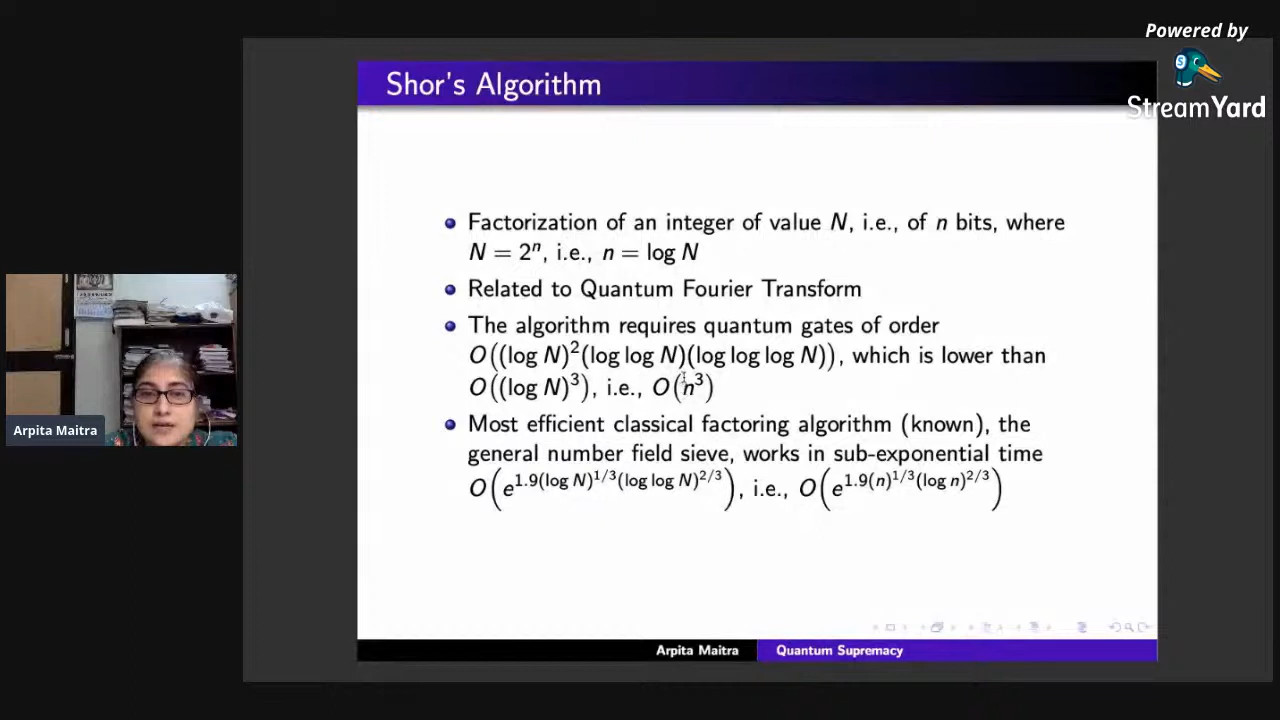 Powered by
StreamYard
Shor's Algorithm
Factorization of an integer of value N, i.e., of n bits, where
N = 2ⁿ, i.e., n = log N
Related to Quantum Fourier Transform
The algorithm requires quantum gates of order
O((log N)²(log log N)(log log log N)), which is lower than
O((log N)³), i.e., O(n³)
Most efficient classical factoring algorithm (known), the
general number field sieve, works in sub-exponential time
O(e^{1.9(log N)^{1/3}(log log N)^{2/3}}), i.e., O(e^{1.9(n)^{1/3}(log n)^{2/3}})
Arpita Maitra
Arpita Maitra Quantum Supremacy